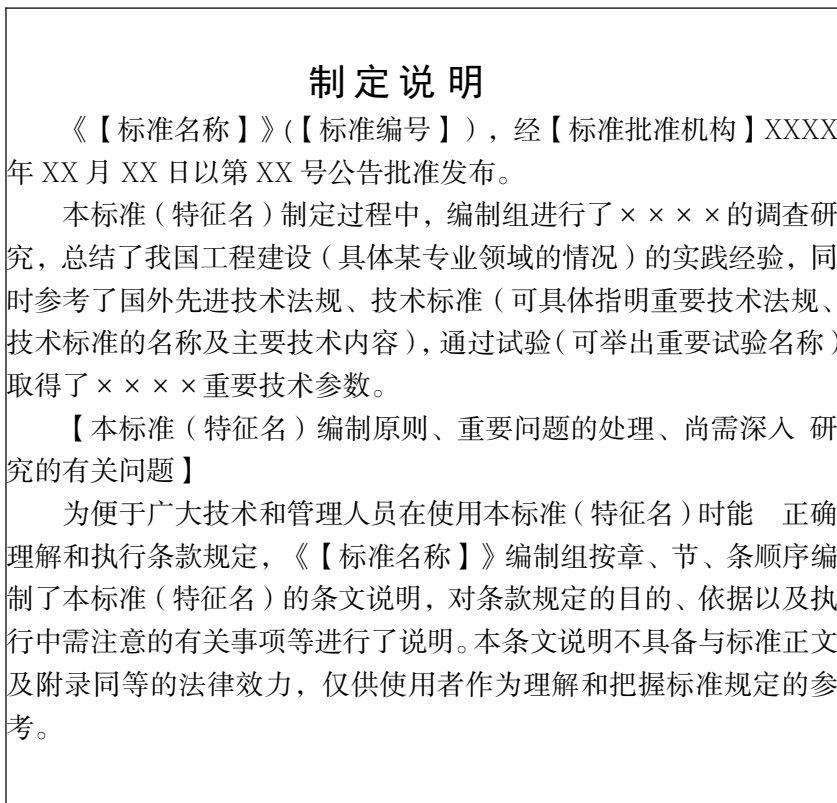 制定说明
《【标准名称】》(【标准编号】)，经【标准批准机构】XXXX
年 XX 月 XX 日以第 XX 号公告批准发布。
本标准（特征名）制定过程中，编制组进行了××××的调查研
究，总结了我国工程建设（具体某专业领域的情况）的实践经验，同
时参考了国外先进技术法规、技术标准（可具体指明重要技术法规、
技术标准的名称及主要技术内容），通过试验（可举出重要试验名称）
取得了××××重要技术参数。
【本标准（特征名）编制原则、重要问题的处理、尚需深入 研
究的有关问题】
为便于广大技术和管理人员在使用本标准（特征名）时能 正确
理解和执行条款规定，《【标准名称】》编制组按章、节、条顺序编
制了本标准（特征名）的条文说明，对条款规定的目的、依据以及执
行中需注意的有关事项等进行了说明。本条文说明不具备与标准正文
及附录同等的法律效力，仅供使用者作为理解和把握标准规定的参
考。